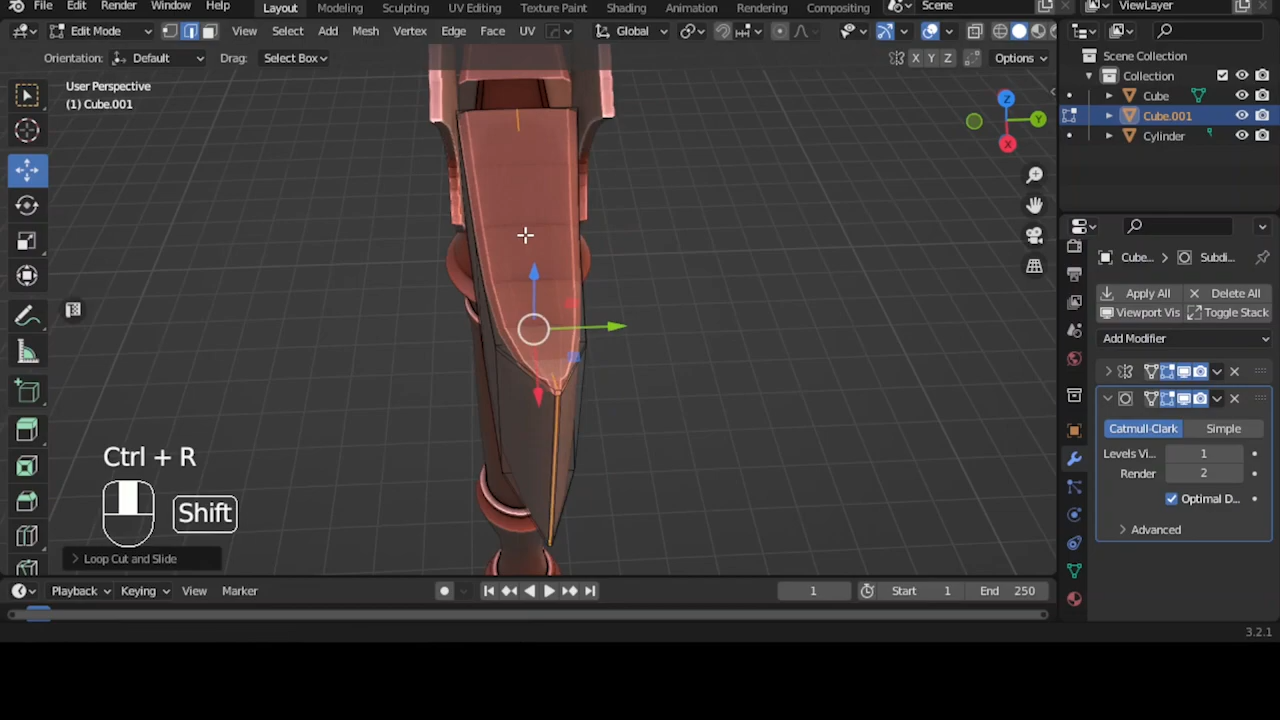 File Edit Render Window Help Layout Modeling Sculpting UV Editing Texture Paint Shading Animation Rendering Compositing Scene ViewLayer
Edit Mode View Select Add Mesh Vertex Edge Face UV Global
Orientation: Default Drag: Select Box X Y Z Options
User Perspective
(1) Cube.001
Z
Y
X
Scene Collection
Collection
Cube
Cube.001
Cylinder
Cube... > Subdi...
Apply All Delete All
Viewport Vis Toggle Stack
Add Modifier
Catmull-Clark Simple
Levels Vi... 1
Render 2
Optimal D...
Advanced
Ctrl + R
Shift
Loop Cut and Slide
Playback Keying View Marker 1 Start 1 End 250
3.2.1